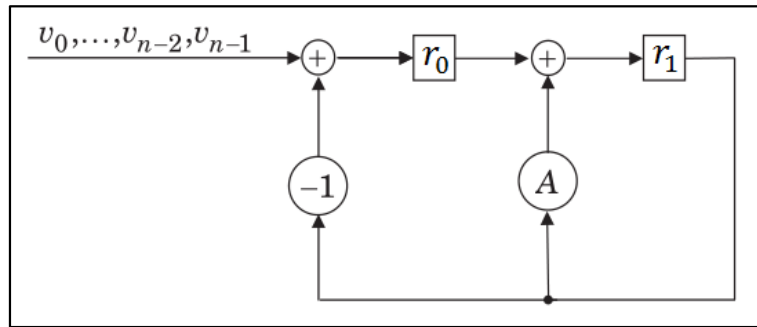 v₀,…,vₙ₋₂,vₙ₋₁
+
r₀
+
r₁
−1
A